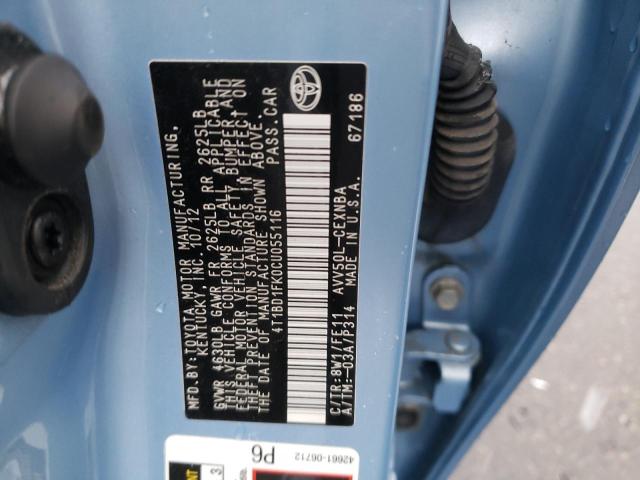 MFD.BY:TOYOTA MOTOR MANUFACTURING,
KENTUCKY, INC. 10/12
GVWR 4630LB GAWR FR 2625LB RR 2625LB
THIS VEHICLE CONFORMS TO ALL APPLICABLE
FEDERAL MOTOR VEHICLE SAFETY BUMPER, AND
THEFT PREVENTION STANDARDS IN EFFECT ON
THE DATE OF MANUFACTURE SHOWN ABOVE.
4T1BD1FK0CU055116 PASS. CAR
C/TR:8W1/FE11 AVV50L-CEXNBA
A/TM:-03A/P314 MADE IN U.S.A.
67186
P6
42661-06712
3